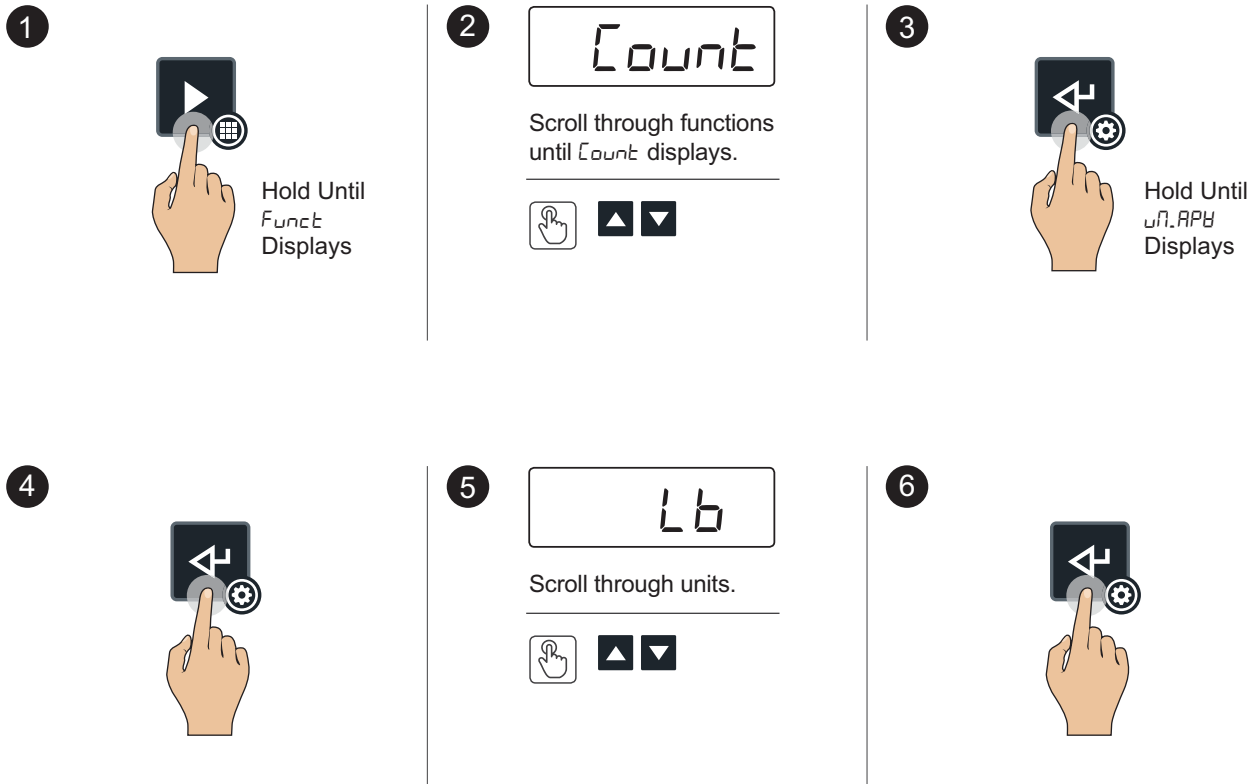 1
Hold Until
Funct
Displays
2
Count
Scroll through functions
until Count displays.
3
Hold Until
un.APW
Displays
4
5
Lb
Scroll through units.
6